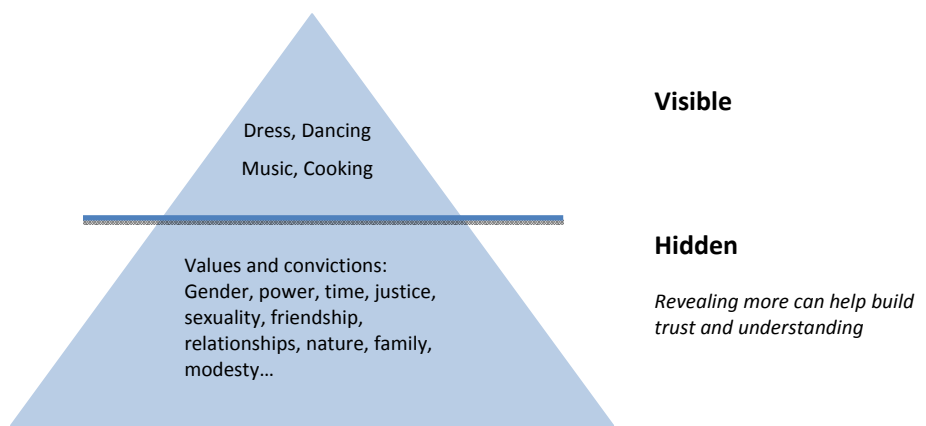 Visible
Dress, Dancing
Music, Cooking
Hidden
Values and convictions:
Gender, power, time, justice,
sexuality, friendship,
relationships, nature, family,
modesty…
Revealing more can help build
trust and understanding